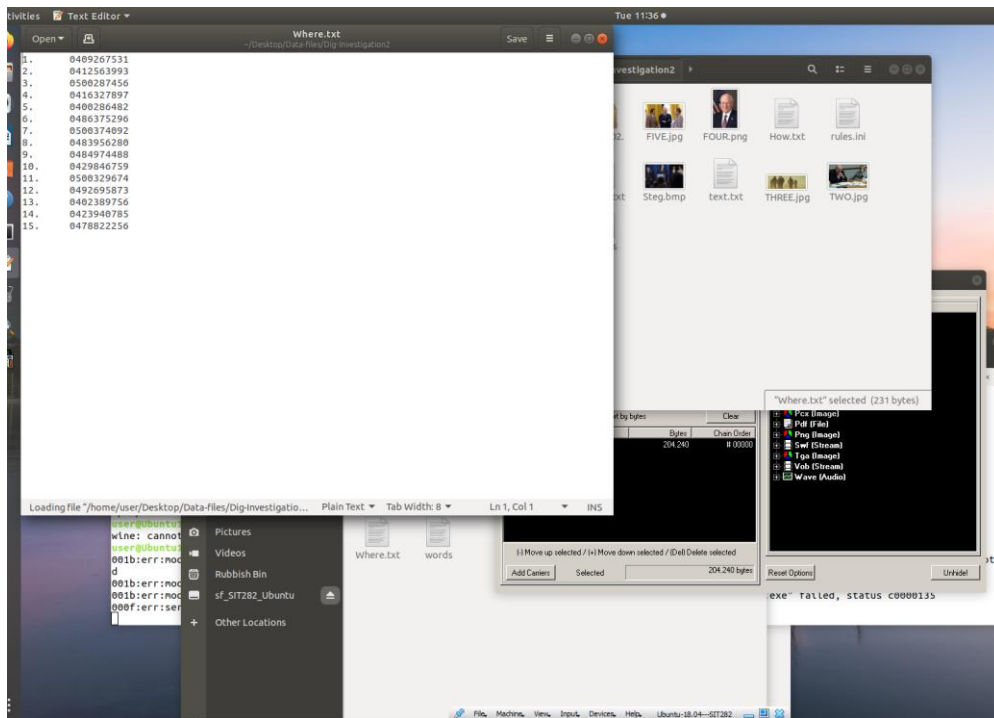 tivities Text Editor Tue 11:36
Open Where.txt Save
~/Desktop/Data-files/Dig-Investigation2
1. 0409267531
2. 0412563993
3. 0500287456
4. 0416327897
5. 0400286482
6. 0486375296
7. 0500374092
8. 0483956280
9. 0484974488
10. 0429846759
11. 0500329674
12. 0492695873
13. 0402389756
14. 0423940785
15. 0478822256
Loading file "/home/user/Desktop/Data-files/Dig-Investigatio... Plain Text Tab Width: 8 Ln 1, Col 1 INS
nvestigation2
02. FIVE.jpg FOUR.png How.txt rules.ini
txt Steg.bmp text.txt THREE.jpg TWO.jpg
"Where.txt" selected (231 bytes)
by bytes Clear
Bytes Chain Order
204.240 # 00000
Pcx (Image)
Pdf (File)
Png (Image)
Swf (Stream)
Tga (Image)
Vob (Stream)
Wave (Audio)
(-) Move up selected / (+) Move down selected / (Del) Delete selected
Add Carriers Selected 204.240 bytes Reset Options Unhide!
user@Ubuntu1
wine: cannot
user@Ubuntu1
001b:err:mod
d
001b:err:mod
001b:err:mod
000f:err:ser
Pictures
Videos
Rubbish Bin
sf_SIT282_Ubuntu
Other Locations
Where.txt words
exe" failed, status c0000135
File Machine View Input Devices Help Ubuntu-18.04---SIT282